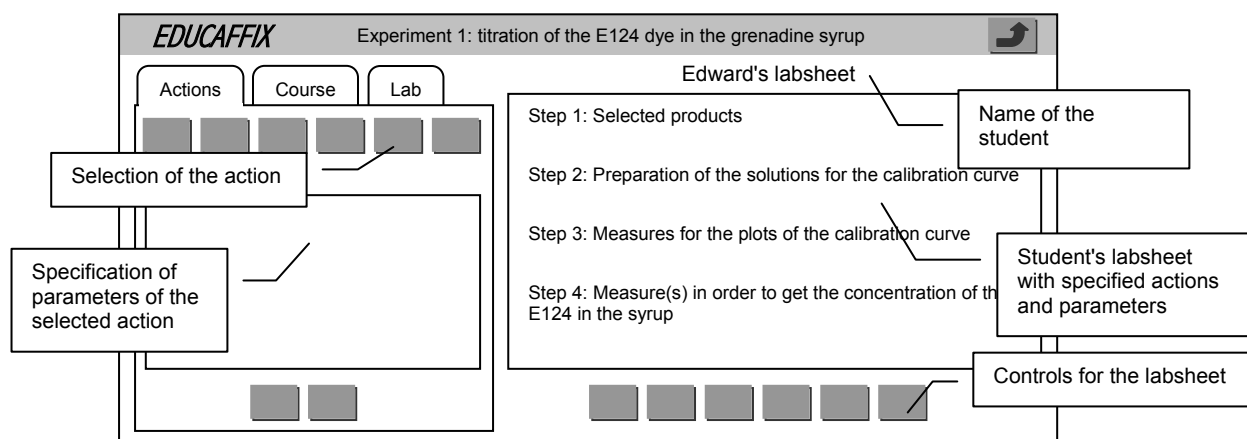 EDUCAFFIX
Experiment 1: titration of the E124 dye in the grenadine syrup
Actions
Course
Lab
Edward's labsheet
Step 1: Selected products
Name of the
student
Selection of the action
Step 2: Preparation of the solutions for the calibration curve
Step 3: Measures for the plots of the calibration curve
Specification of
parameters of the
selected action
Student's labsheet
with specified actions
and parameters
Step 4: Measure(s) in order to get the concentration of th
E124 in the syrup
Controls for the labsheet